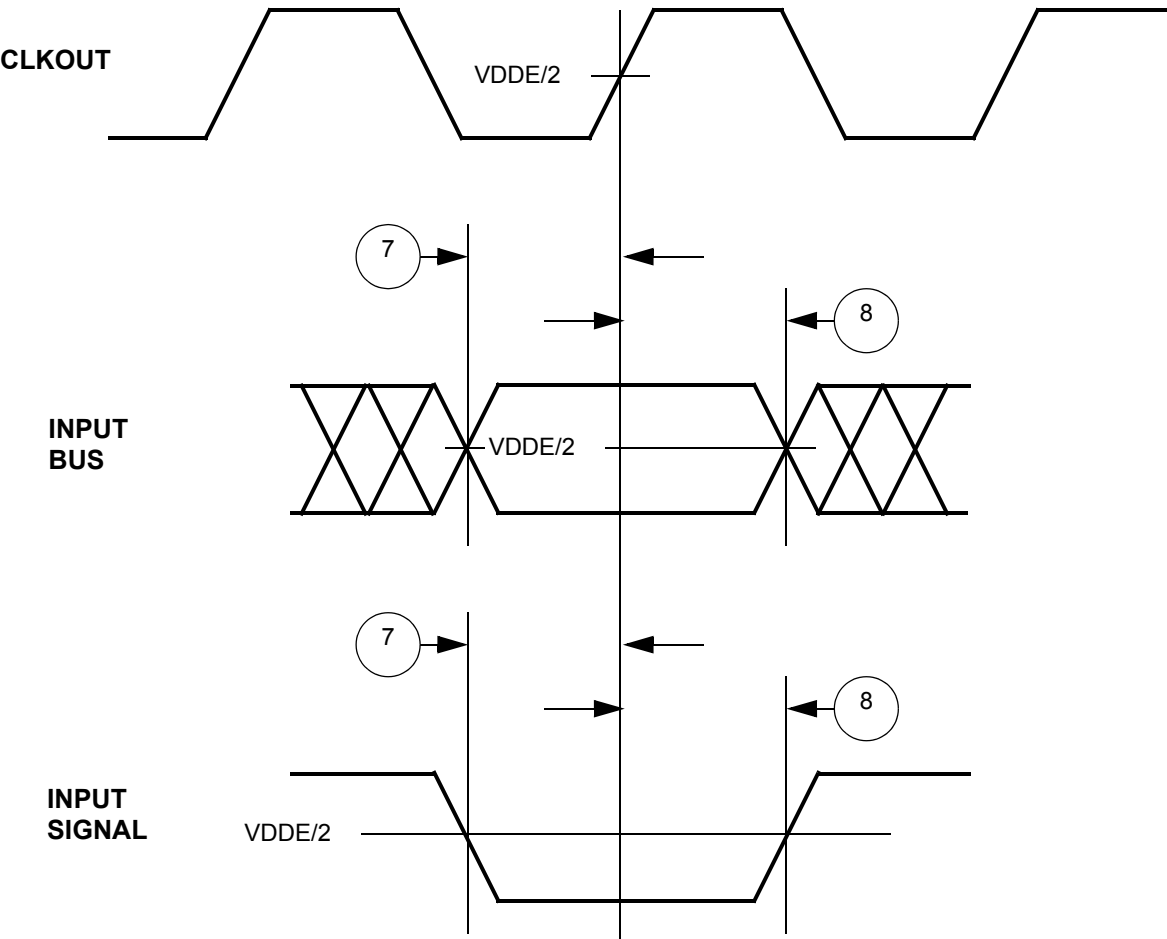 CLKOUT
VDDE/2
7
8
INPUT
BUS
VDDE/2
7
8
INPUT
SIGNAL
VDDE/2